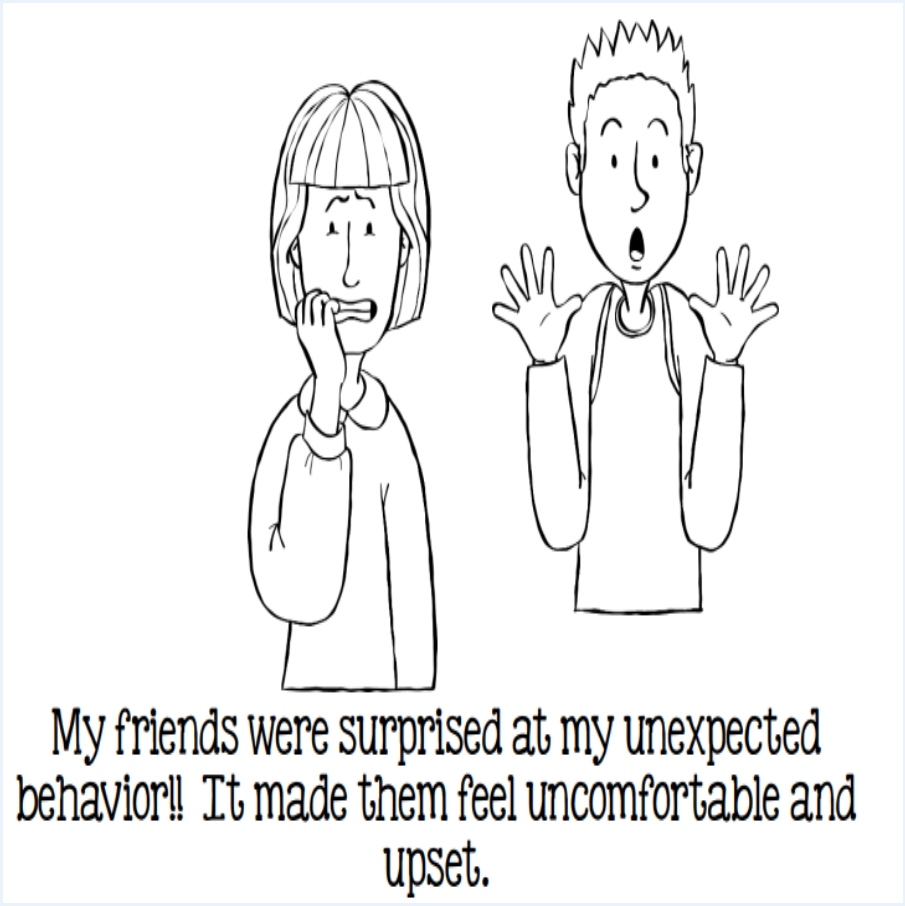 My friends were surprised at my unexpected
behavior!! It made them feel uncomfortable and
upset.